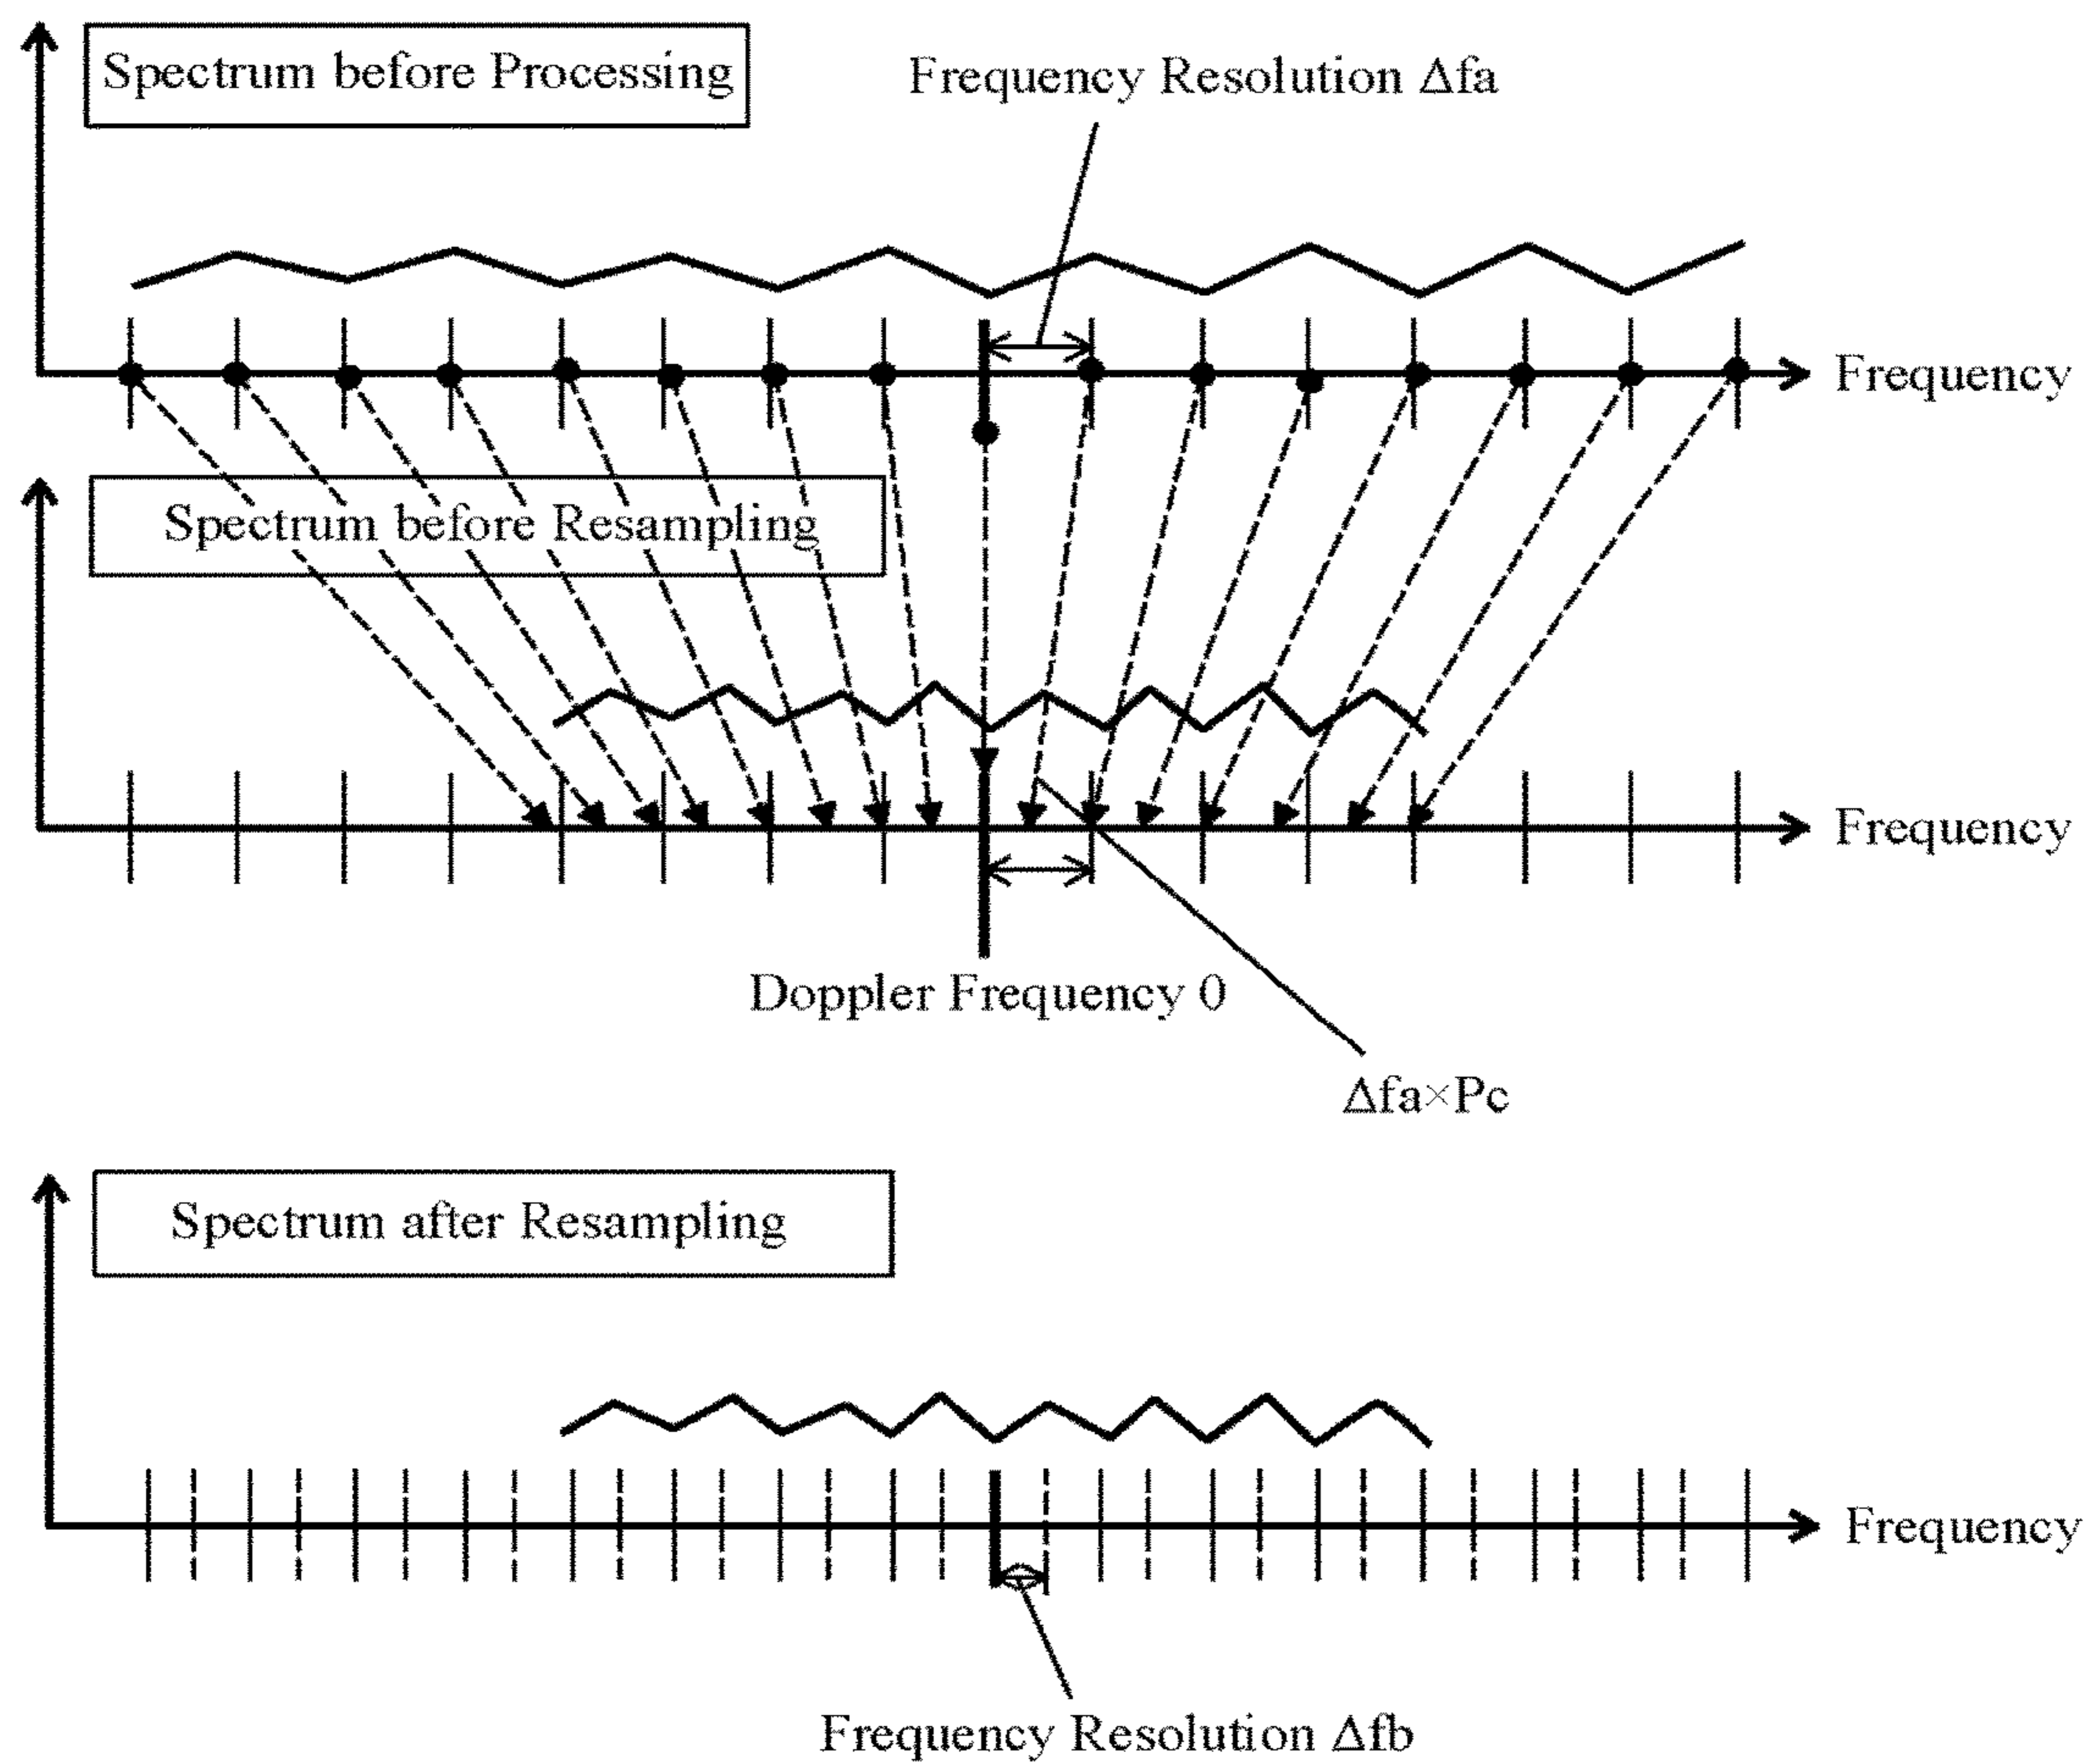 Spectrum before Processing
Frequency Resolution Δfa
Frequency
Spectrum before Resampling
Frequency
Doppler Frequency 0
Δfa×Pc
Spectrum after Resampling
Frequency
Frequency Resolution Δfb